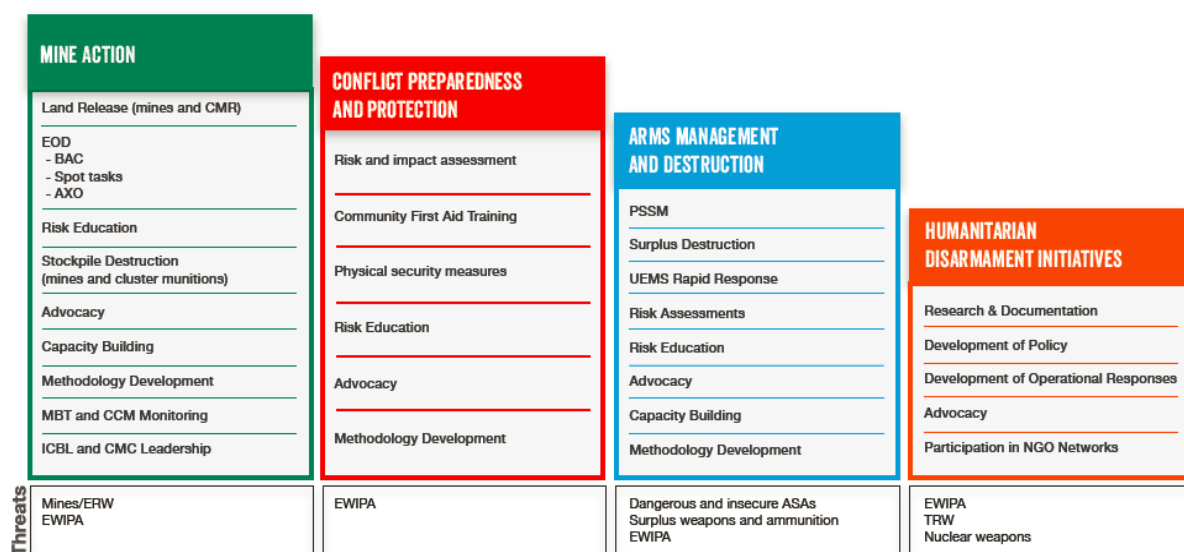 MINE ACTION
Land Release (mines and CMR)
EOD
- BAC
- Spot tasks
- AXO
Risk Education
Stockpile Destruction
(mines and cluster munitions)
Advocacy
Capacity Building
Methodology Development
MBT and CCM Monitoring
ICBL and CMC Leadership
CONFLICT PREPAREDNESS
AND PROTECTION
Risk and impact assessment
Community First Aid Training
Physical security measures
Risk Education
Advocacy
Methodology Development
ARMS MANAGEMENT
AND DESTRUCTION
PSSM
Surplus Destruction
UEMS Rapid Response
Risk Assessments
Risk Education
Advocacy
Capacity Building
Methodology Development
HUMANITARIAN
DISARMAMENT INITIATIVES
Research & Documentation
Development of Policy
Development of Operational Responses
Advocacy
Participation in NGO Networks
Threats
Mines/ERW
EWIPA
EWIPA
Dangerous and insecure ASAs
Surplus weapons and ammunition
EWIPA
EWIPA
TRW
Nuclear weapons